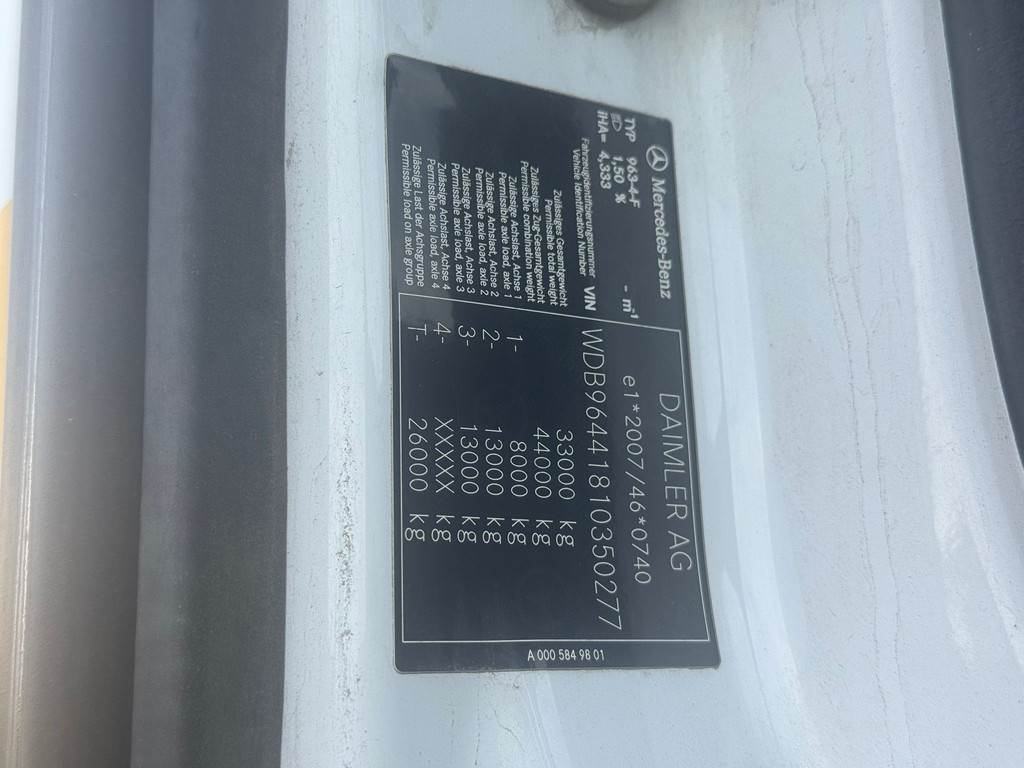 Mercedes-Benz
TYP 963-4-F
1,50 % - m⁻¹
iHA= 4,333
DAIMLER AG
e1*2007/46*0740
Fahrzeugidentifizierungsnummer
Vehicle Identification Number VIN WDB96441810350277
Zulässiges Gesamtgewicht
Permissible total weight 33000 kg
Zulässiges Zug-Gesamtgewicht
Permissible combination weight 44000 kg
Zulässige Achslast, Achse 1
Permissible axle load, axle 1 1- 8000 kg
Zulässige Achslast, Achse 2
Permissible axle load, axle 2 2- 13000 kg
Zulässige Achslast, Achse 3
Permissible axle load, axle 3 3- 13000 kg
Zulässige Achslast, Achse 4
Permissible axle load, axle 4 4- XXXXX kg
Zulässige Last der Achsgruppe
Permissible load on axle group T- 26000 kg
A 000 584 98 01